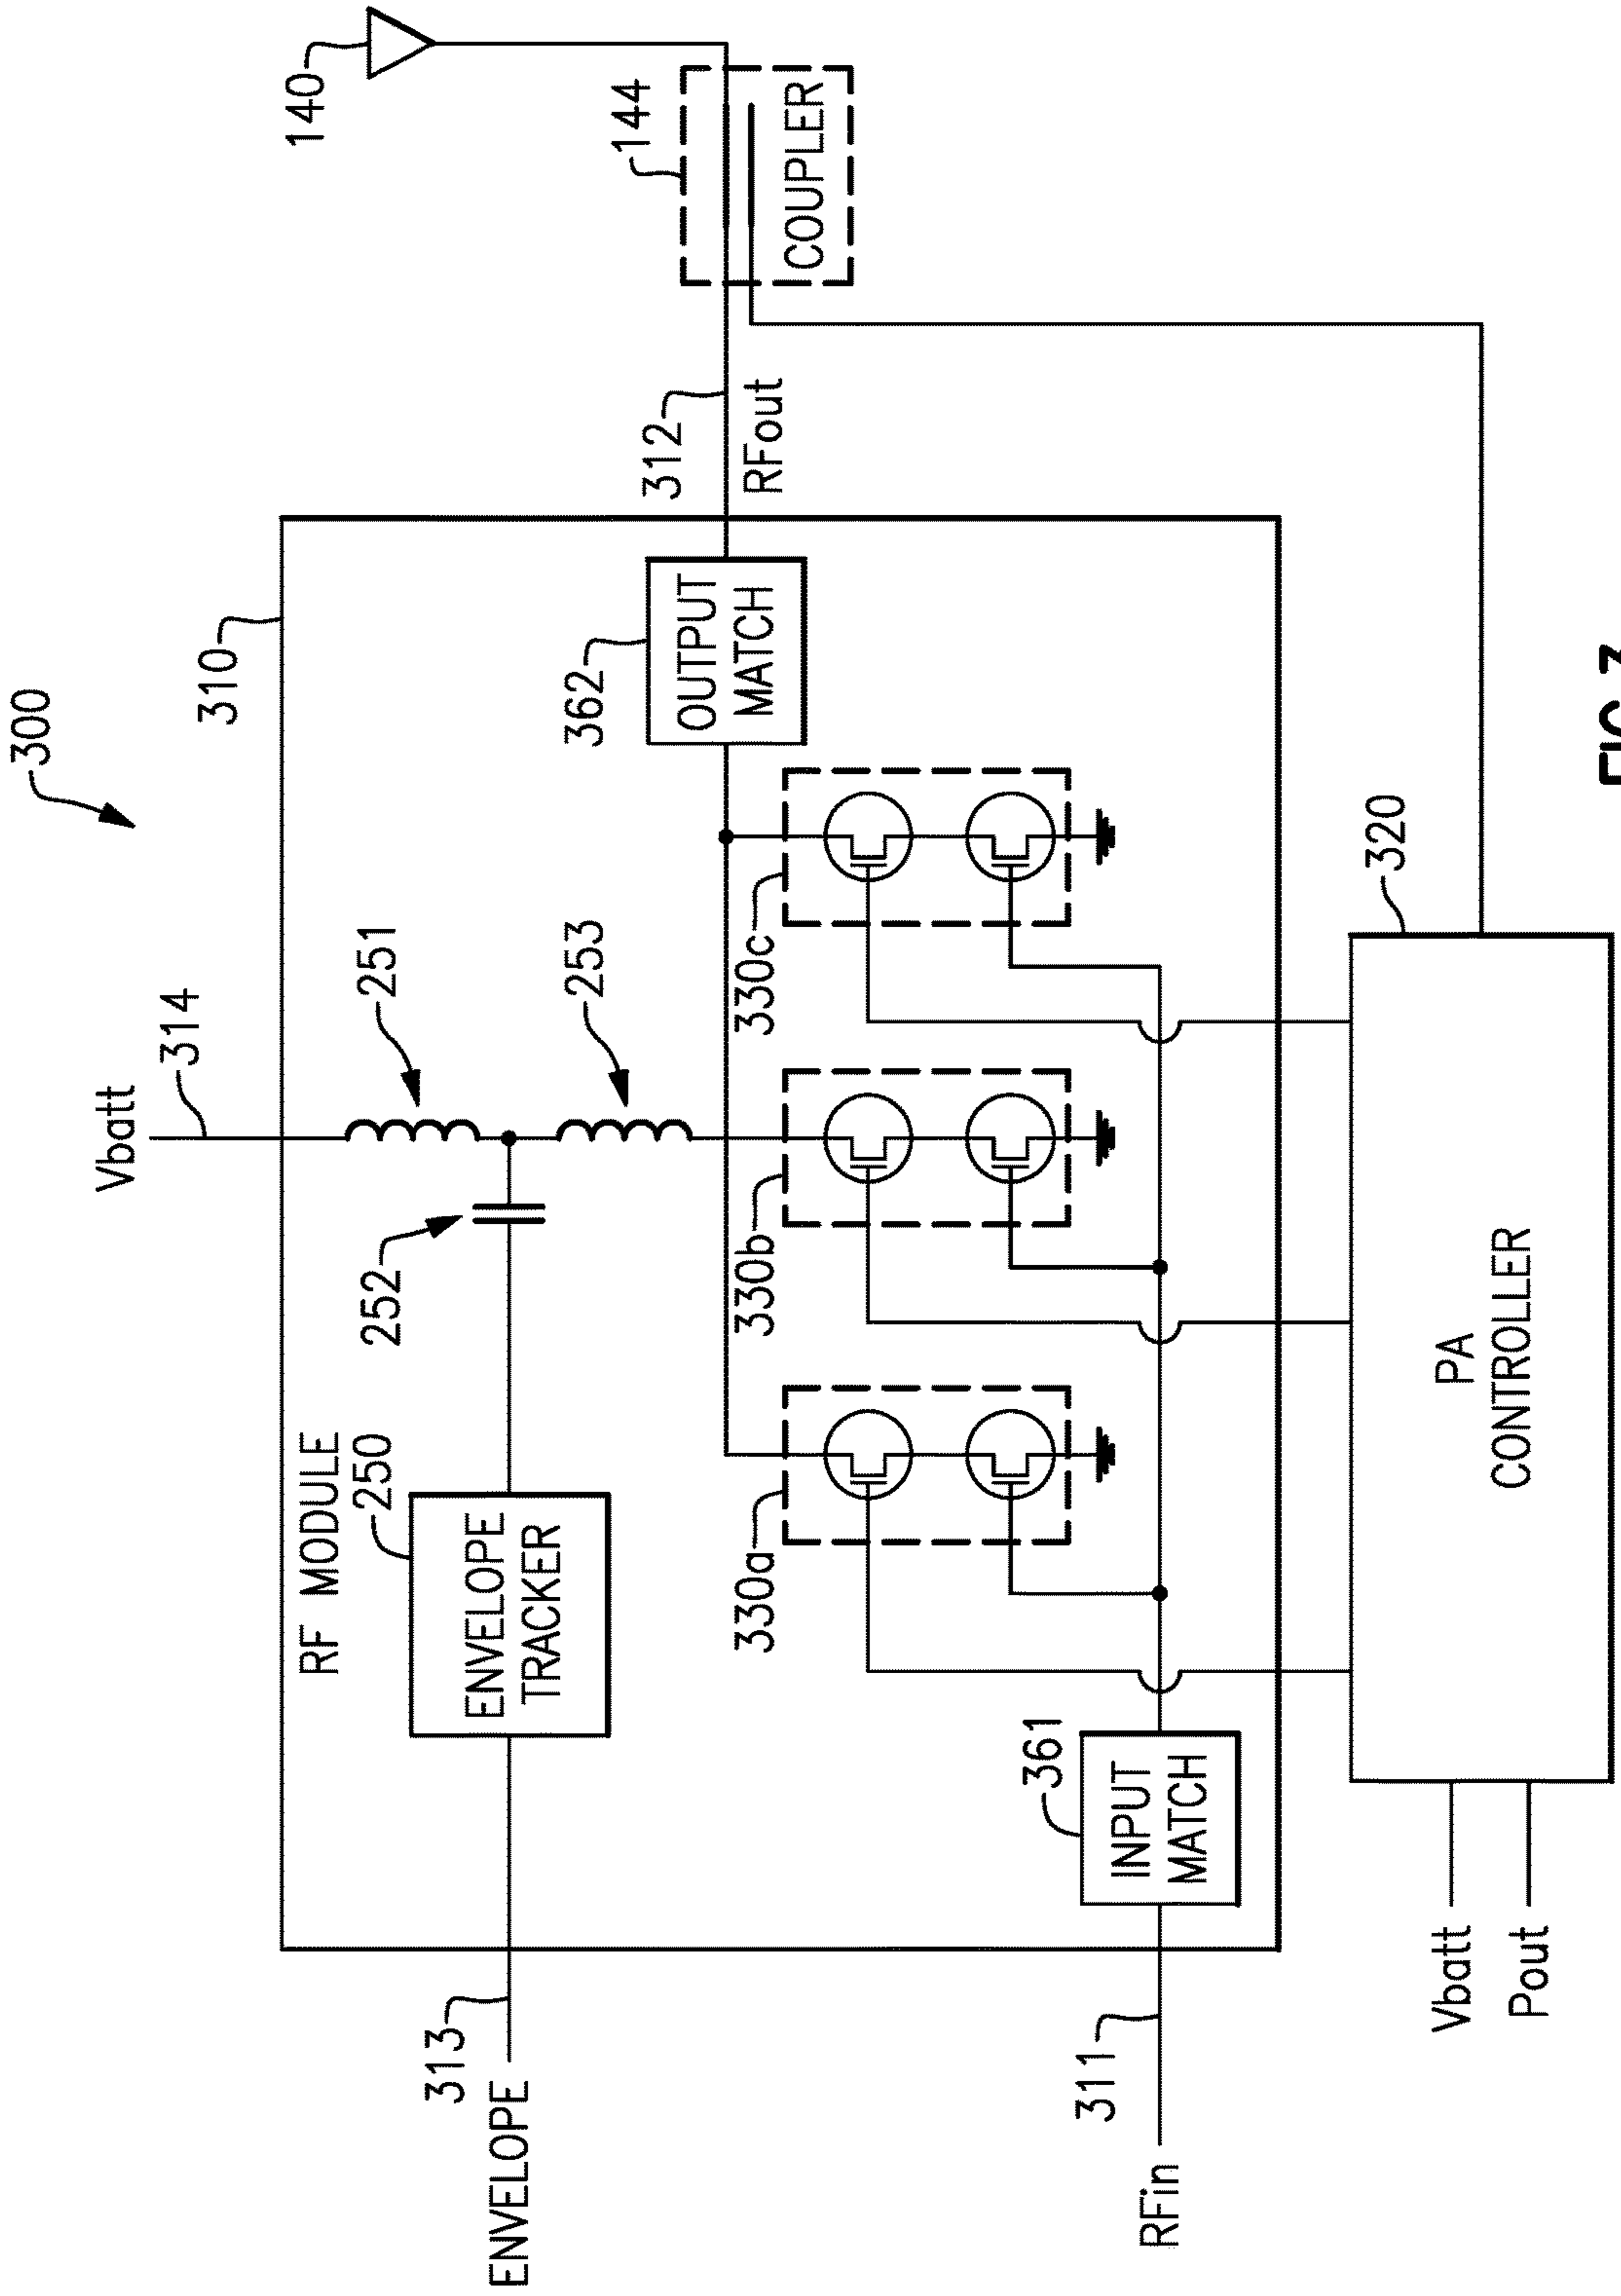 300
140
Vbatt
314
310
144
RF MODULE
251
250
252
253
ENVELOPE
TRACKER
313
ENVELOPE
362
OUTPUT
MATCH
312
RFout
COUPLER
330a
330b
330c
361
INPUT
MATCH
311
RFin
320
PA
CONTROLLER
Vbatt
Pout